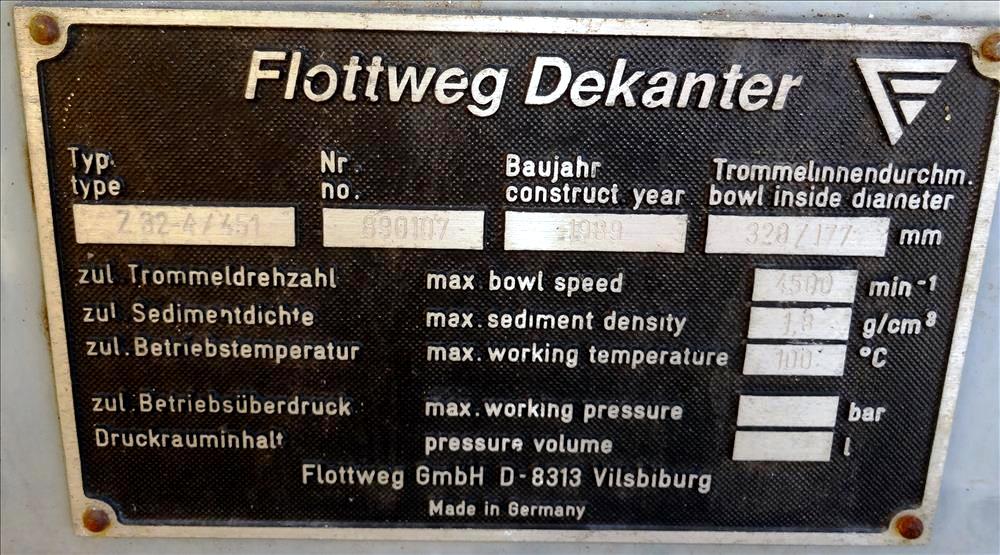 Flottweg Dekanter
Typ. Nr. Baujahr Trommelinnendurchm.
type no. construct year bowl inside diameter
Z 32-4/451 890107 1989 320/177 mm
zul. Trommeldrehzahl max. bowl speed 4500 min-1
zul. Sedimentdichte max. sediment density 1,8 g/cm3
zul. Betriebstemperatur max. working temperature 100 °C
zul. Betriebsüberdruck max. working pressure bar
Druckrauminhalt pressure volume l
Flottweg GmbH D-8313 Vilsbiburg
Made in Germany